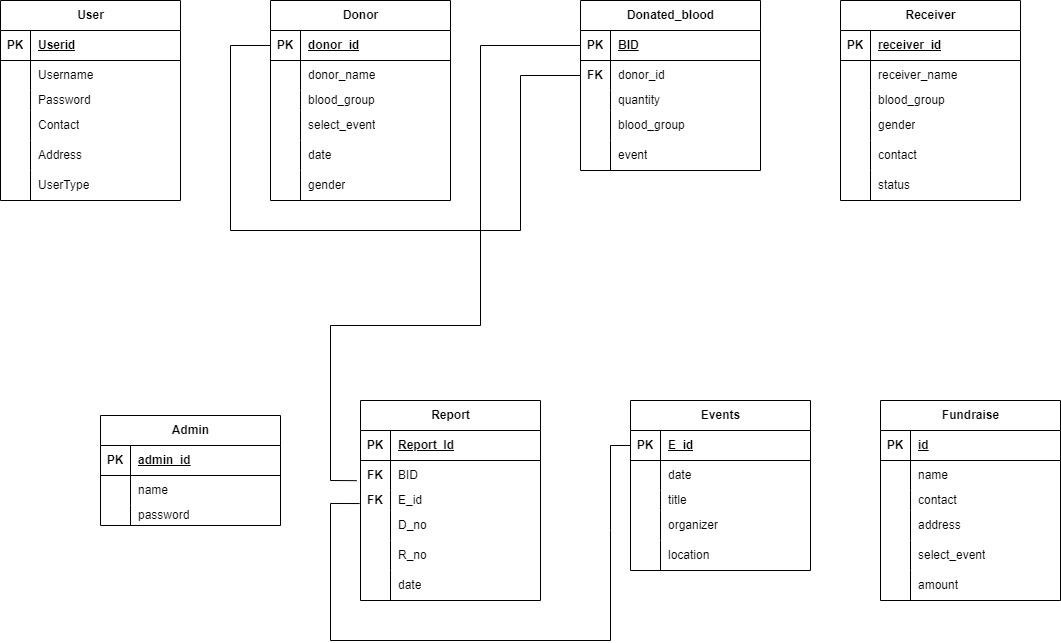 User
PK Userid
Username
Password
Contact
Address
UserType
Donor
PK donor_id
donor_name
blood_group
select_event
date
gender
Donated_blood
PK BID
FK donor_id
quantity
blood_group
event
Receiver
PK receiver_id
receiver_name
blood_group
gender
contact
status
Admin
PK admin_id
name
password
Report
PK Report_Id
FK BID
FK E_id
D_no
R_no
date
Events
PK E_id
date
title
organizer
location
Fundraise
PK id
name
contact
address
select_event
amount